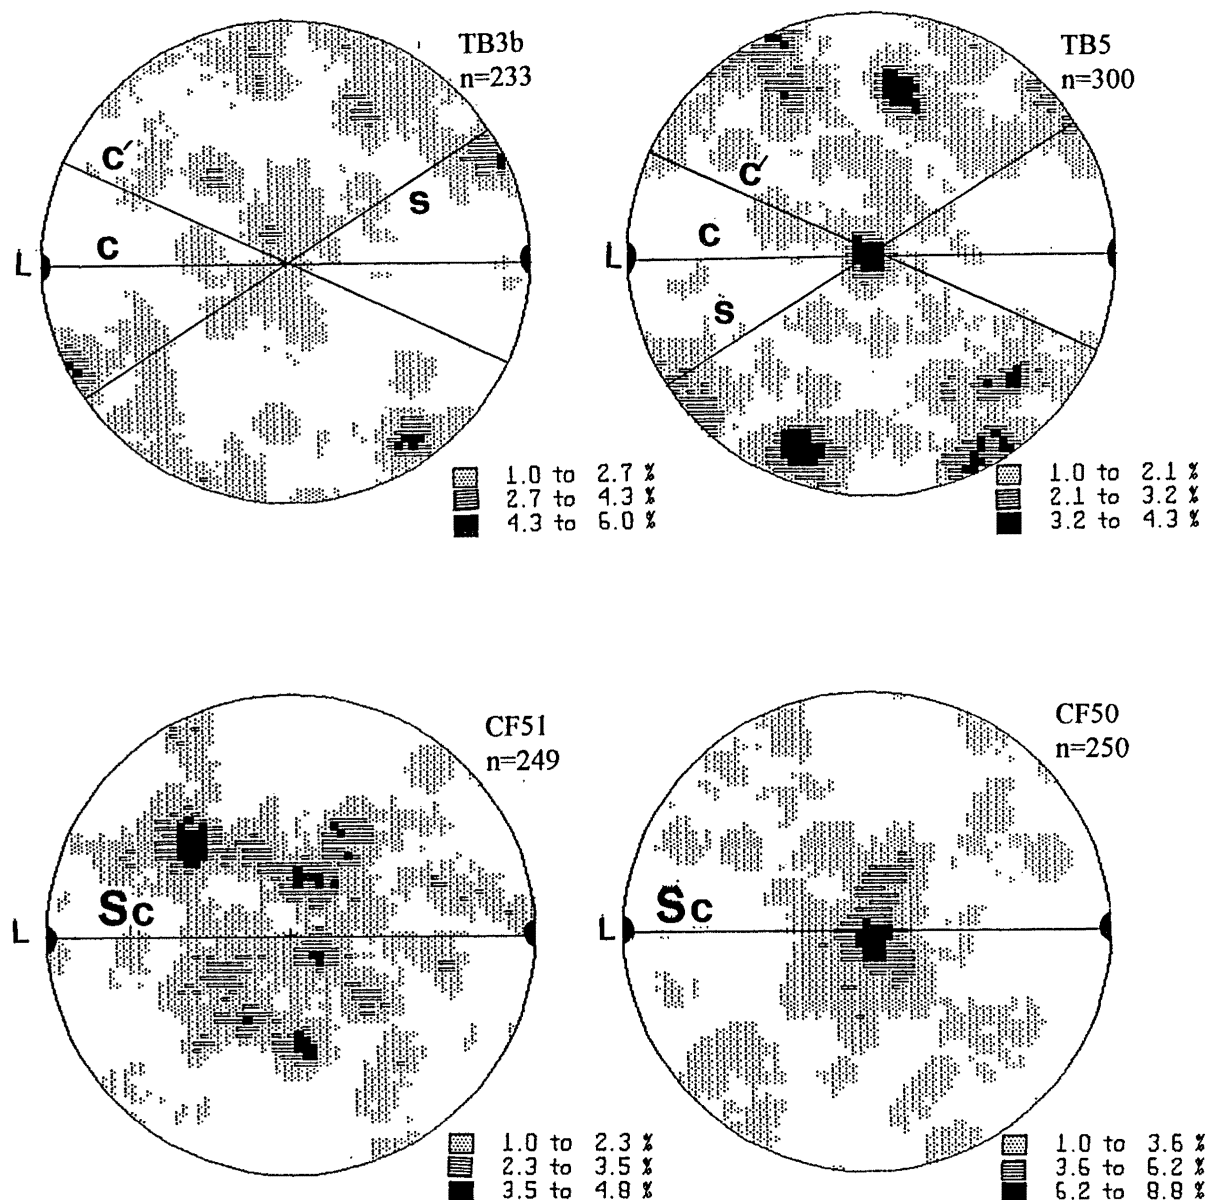 TB3b
n=233
C′
S
C
L
1.0 to 2.7 %
2.7 to 4.3 %
4.3 to 6.0 %
TB5
n=300
C′
C
L
S
1.0 to 2.1 %
2.1 to 3.2 %
3.2 to 4.3 %
CF51
n=249
Sc
L
1.0 to 2.3 %
2.3 to 3.5 %
3.5 to 4.8 %
CF50
n=250
Sc
L
1.0 to 3.6 %
3.6 to 6.2 %
6.2 to 8.8 %